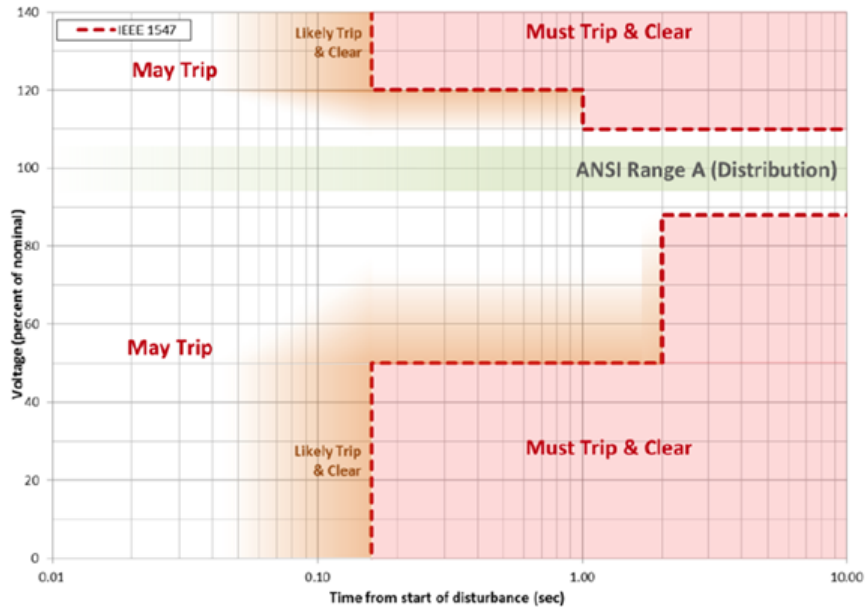 140
IEEE 1547
Likely Trip
& Clear
Must Trip & Clear
May Trip
120
100
ANSI Range A (Distribution)
80
60
May Trip
40
Likely Trip
& Clear
Must Trip & Clear
20
0
Voltage (percent of nominal)
0.01
0.10
1.00
10.00
Time from start of disturbance (sec)